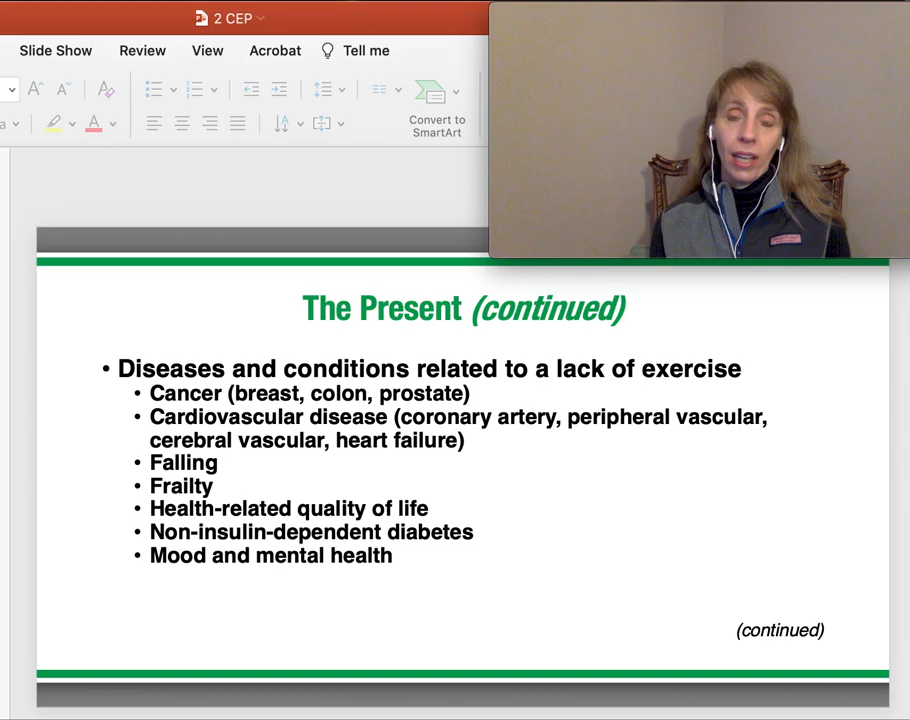 2 CEP
Slide Show Review View Acrobat Tell me
Convert to
SmartArt
The Present (continued)
• Diseases and conditions related to a lack of exercise
• Cancer (breast, colon, prostate)
• Cardiovascular disease (coronary artery, peripheral vascular,
cerebral vascular, heart failure)
• Falling
• Frailty
• Health-related quality of life
• Non-insulin-dependent diabetes
• Mood and mental health
(continued)